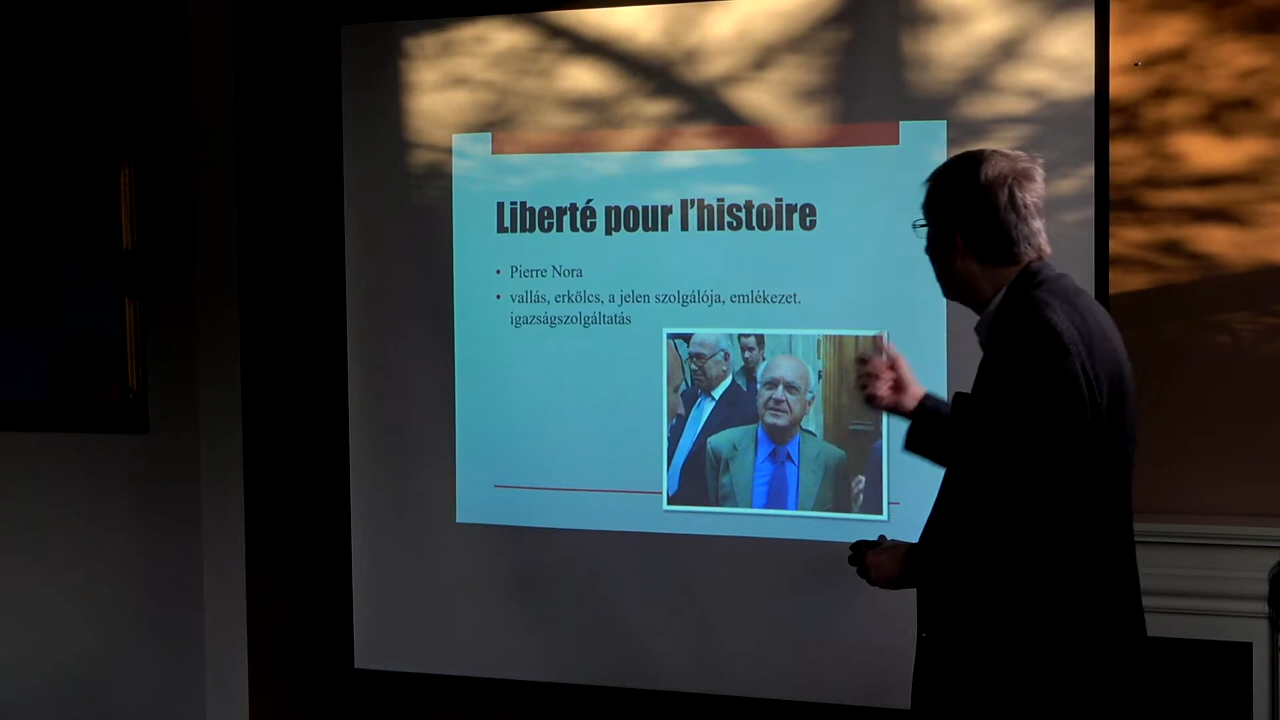 Liberté pour l'histoire
• Pierre Nora
• vallás, erkölcs, a jelen szolgálója, emlékezet.
igazságszolgáltatás